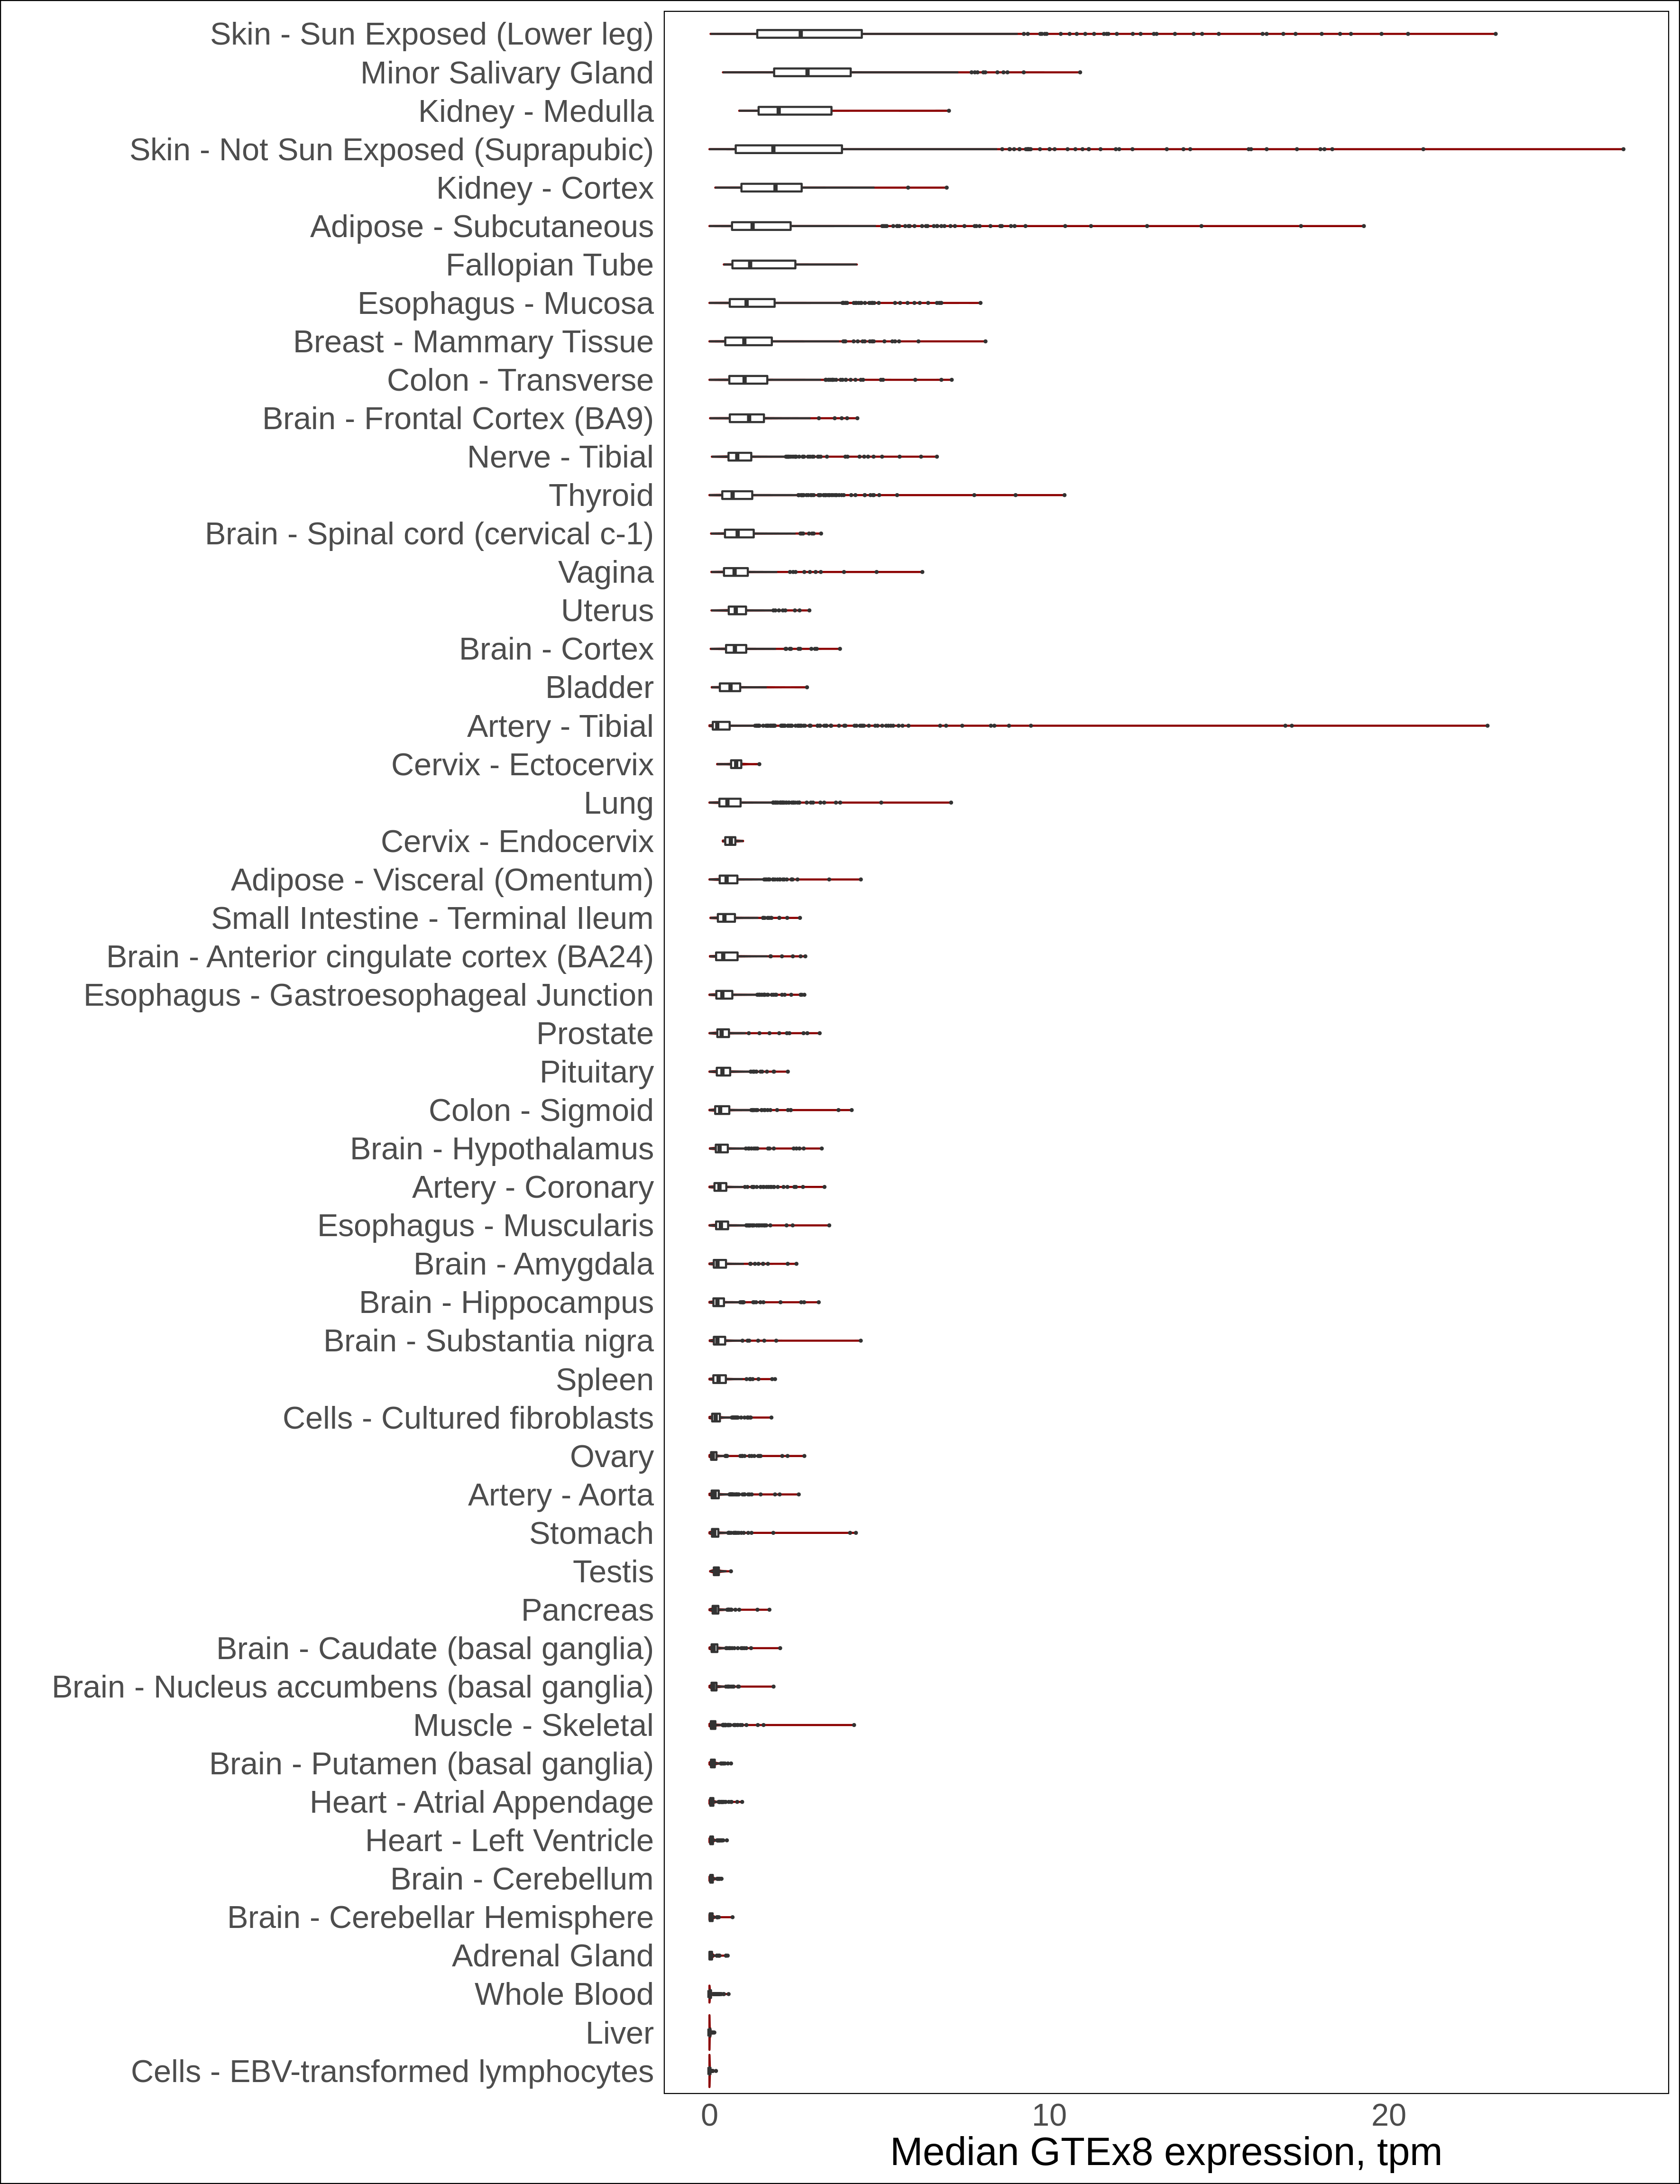 Skin - Sun Exposed (Lower leg)
Minor Salivary Gland
Kidney - Medulla
Skin - Not Sun Exposed (Suprapubic)
Kidney - Cortex
Adipose - Subcutaneous
Fallopian Tube
Esophagus - Mucosa
Breast - Mammary Tissue
Colon - Transverse
Brain - Frontal Cortex (BA9)
Nerve - Tibial
Thyroid
Brain - Spinal cord (cervical c-1)
Vagina
Uterus
Brain - Cortex
Bladder
Artery - Tibial
Cervix - Ectocervix
Lung
Cervix - Endocervix
Adipose - Visceral (Omentum)
Small Intestine - Terminal Ileum
Brain - Anterior cingulate cortex (BA24)
Esophagus - Gastroesophageal Junction
Prostate
Pituitary
Colon - Sigmoid
Brain - Hypothalamus
Artery - Coronary
Esophagus - Muscularis
Brain - Amygdala
Brain - Hippocampus
Brain - Substantia nigra
Spleen
Cells - Cultured fibroblasts
Ovary
Artery - Aorta
Stomach
Testis
Pancreas
Brain - Caudate (basal ganglia)
Brain - Nucleus accumbens (basal ganglia)
Muscle - Skeletal
Brain - Putamen (basal ganglia)
Heart - Atrial Appendage
Heart - Left Ventricle
Brain - Cerebellum
Brain - Cerebellar Hemisphere
Adrenal Gland
Whole Blood
Liver
Cells - EBV-transformed lymphocytes
0 10 20
Median GTEx8 expression, tpm